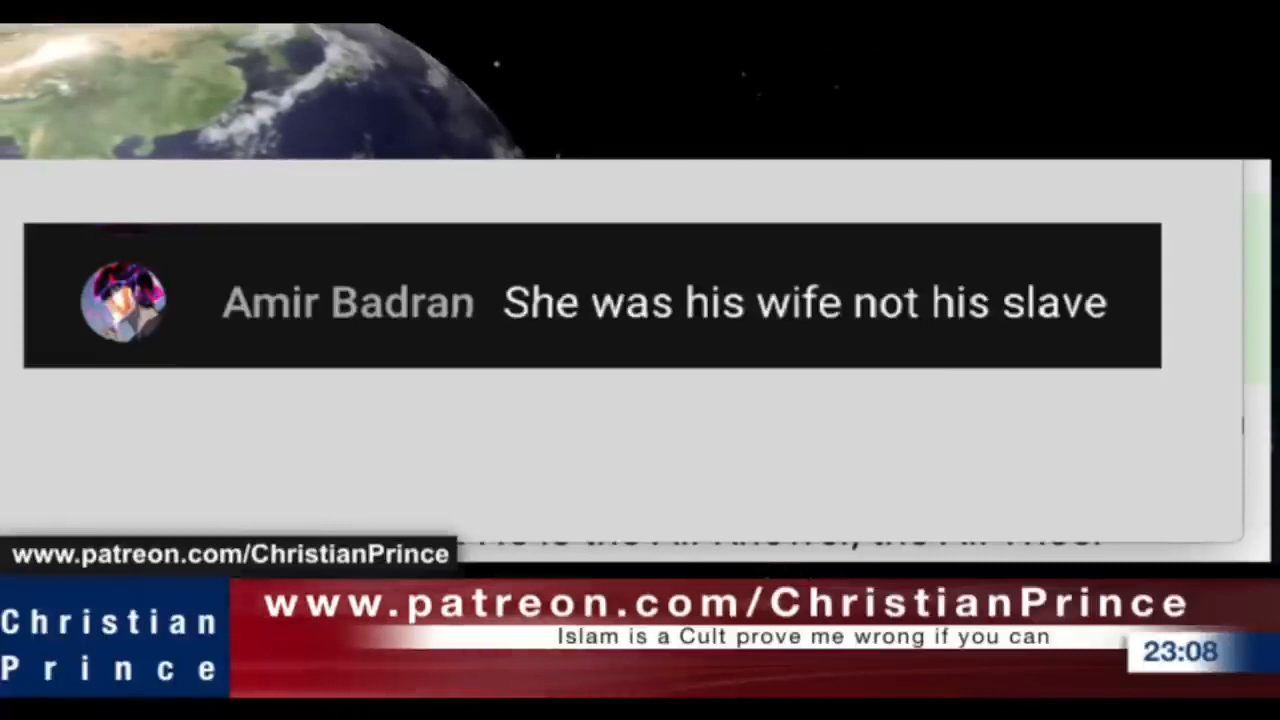 Amir Badran She was his wife not his slave
www.patreon.com/ChristianPrince
www.patreon.com/ChristianPrince
Christian
Prince
Islam is a Cult prove me wrong if you can
23:08